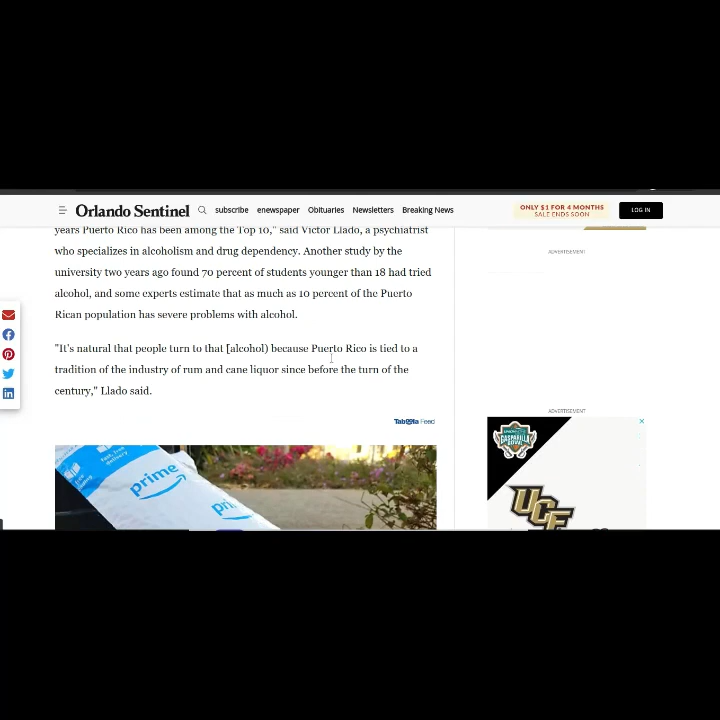 Orlando Sentinel
subscribe enewspaper Obituaries Newsletters Breaking News
ONLY $1 FOR 4 MONTHS
SALE ENDS SOON
LOG IN
years Puerto Rico has been among the Top 10," said Victor Llado, a psychiatrist
who specializes in alcoholism and drug dependency. Another study by the
university two years ago found 70 percent of students younger than 18 had tried
alcohol, and some experts estimate that as much as 10 percent of the Puerto
Rican population has severe problems with alcohol.
"It's natural that people turn to that [alcohol) because Puerto Rico is tied to a
tradition of the industry of rum and cane liquor since before the turn of the
century," Llado said.
Taboola Feed
prime
pri
ADVERTISEMENT
ADVERTISEMENT
GASPARILLA
BOWL
UCF